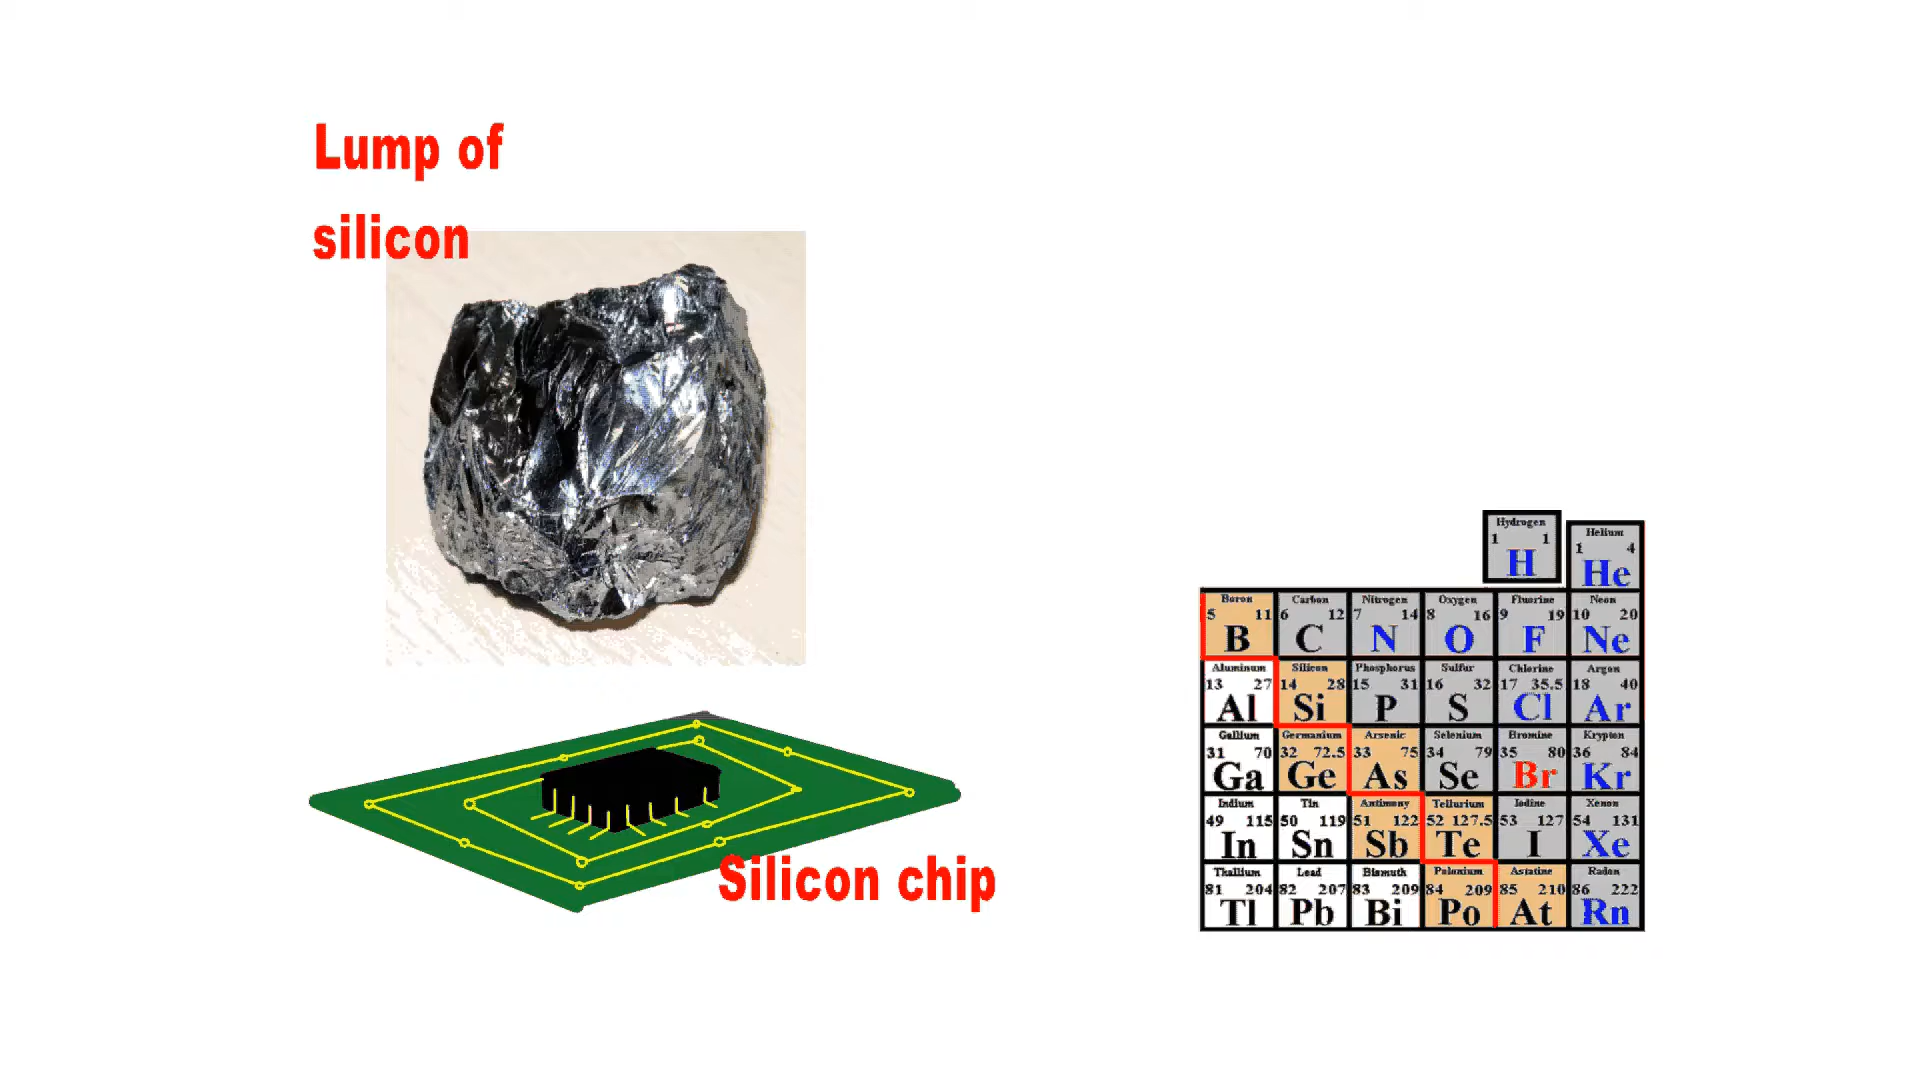 Lump of
silicon
Silicon chip
Hydrogen
1 1
H
Helium
1 4
He
Boron Carbon Nitrogen Oxygen Fluorine Neon
5 11 6 12 7 14 8 16 9 19 10 20
B C N O F Ne
Aluminum Silicon Phosphorus Sulfur Chlorine Argon
13 27 14 28 15 31 16 32 17 35.5 18 40
Al Si P S Cl Ar
Gallium Germanium Arsenic Selenium Bromine Krypton
31 70 32 72.5 33 75 34 79 35 80 36 84
Ga Ge As Se Br Kr
Indium Tin Antimony Tellurium Iodine Xenon
49 115 50 119 51 122 52 127.5 53 127 54 131
In Sn Sb Te I Xe
Thallium Lead Bismuth Polonium Astatine Radon
81 204 82 207 83 209 84 209 85 210 86 222
Tl Pb Bi Po At Rn